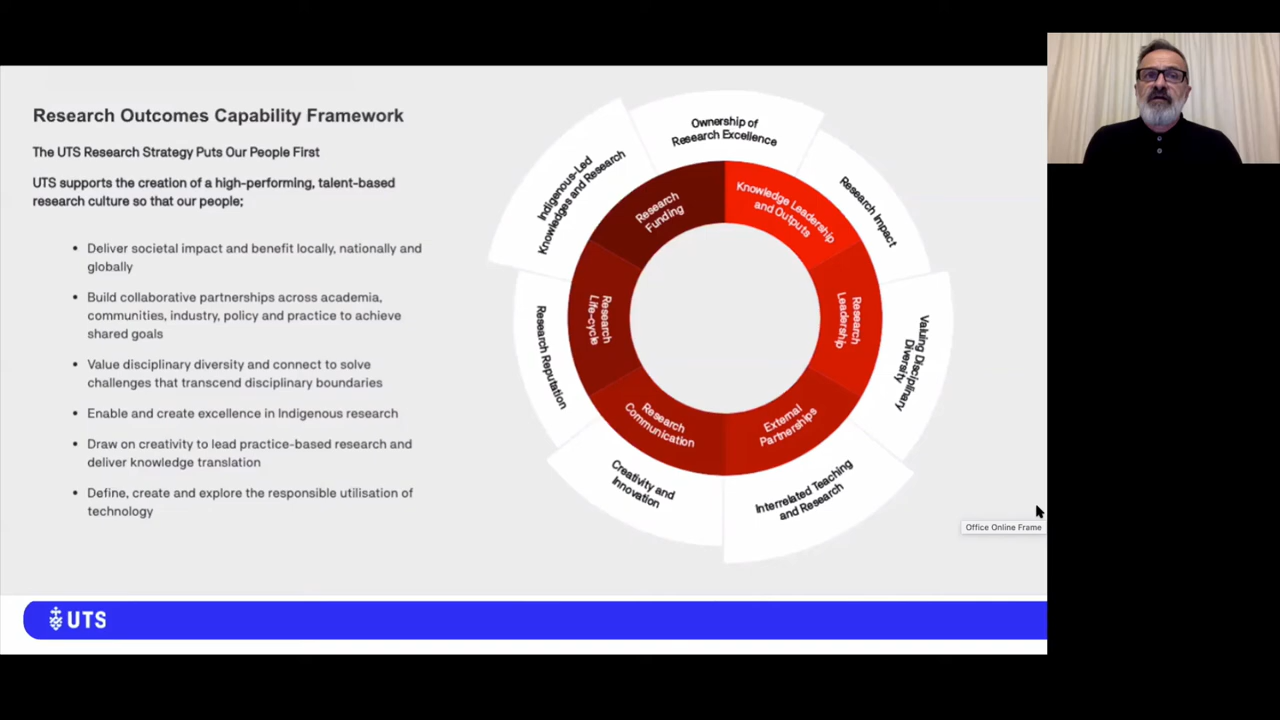 Research Outcomes Capability Framework
The UTS Research Strategy Puts Our People First
UTS supports the creation of a high-performing, talent-based
research culture so that our people;
• Deliver societal impact and benefit locally, nationally and
globally
• Build collaborative partnerships across academia,
communities, industry, policy and practice to achieve
shared goals
• Value disciplinary diversity and connect to solve
challenges that transcend disciplinary boundaries
• Enable and create excellence in Indigenous research
• Draw on creativity to lead practice-based research and
deliver knowledge translation
• Define, create and explore the responsible utilisation of
technology
Ownership of
Research Excellence
Research Impact
Valuing Disciplinary
Diversity
Interrelated Teaching
and Research
Creativity and
Innovation
Research Reputation
Indigenous-Led
Knowledges and Research
Knowledge Leadership
and Outputs
Research
Leadership
External
Partnerships
Research
Communication
Research
Life-cycle
Research
Funding
Office Online Frame
UTS